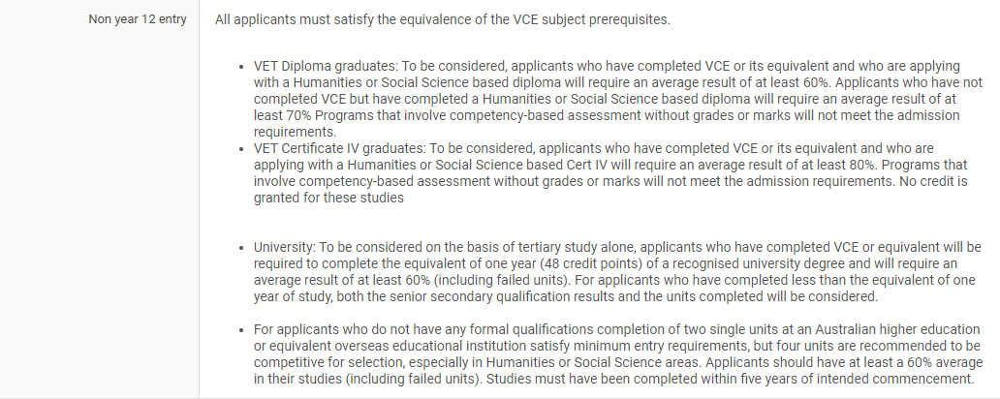 Non year 12 entry
All applicants must satisfy the equivalence of the VCE subject prerequisites.
• VET Diploma graduates: To be considered, applicants who have completed VCE or its equivalent and who are applying
with a Humanities or Social Science based diploma will require an average result of at least 60%. Applicants who have not
completed VCE but have completed a Humanities or Social Science based diploma will require an average result of at
least 70% Programs that involve competency-based assessment without grades or marks will not meet the admission
requirements.
• VET Certificate IV graduates: To be considered, applicants who have completed VCE or its equivalent and who are
applying with a Humanities or Social Science based Cert IV will require an average result of at least 80%. Programs that
involve competency-based assessment without grades or marks will not meet the admission requirements. No credit is
granted for these studies
• University: To be considered on the basis of tertiary study alone, applicants who have completed VCE or equivalent will be
required to complete the equivalent of one year (48 credit points) of a recognised university degree and will require an
average result of at least 60% (including failed units). For applicants who have completed less than the equivalent of one
year of study, both the senior secondary qualification results and the units completed will be considered.
• For applicants who do not have any formal qualifications completion of two single units at an Australian higher education
or equivalent overseas educational institution satisfy minimum entry requirements, but four units are recommended to be
competitive for selection, especially in Humanities or Social Science areas. Applicants should have at least a 60% average
in their studies (including failed units). Studies must have been completed within five years of intended commencement.